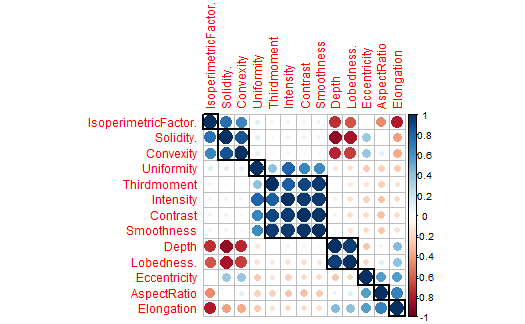 IsoperimetricFactor.
Solidity.
Convexity
Uniformity
Thirdmoment
Intensity
Contrast
Smoothness
Depth
Lobedness.
Eccentricity
AspectRatio
Elongation
IsoperimetricFactor.
Solidity.
Convexity
Uniformity
Thirdmoment
Intensity
Contrast
Smoothness
Depth
Lobedness.
Eccentricity
AspectRatio
Elongation
1
0.8
0.6
0.4
0.2
0
-0.2
-0.4
-0.6
-0.8
-1